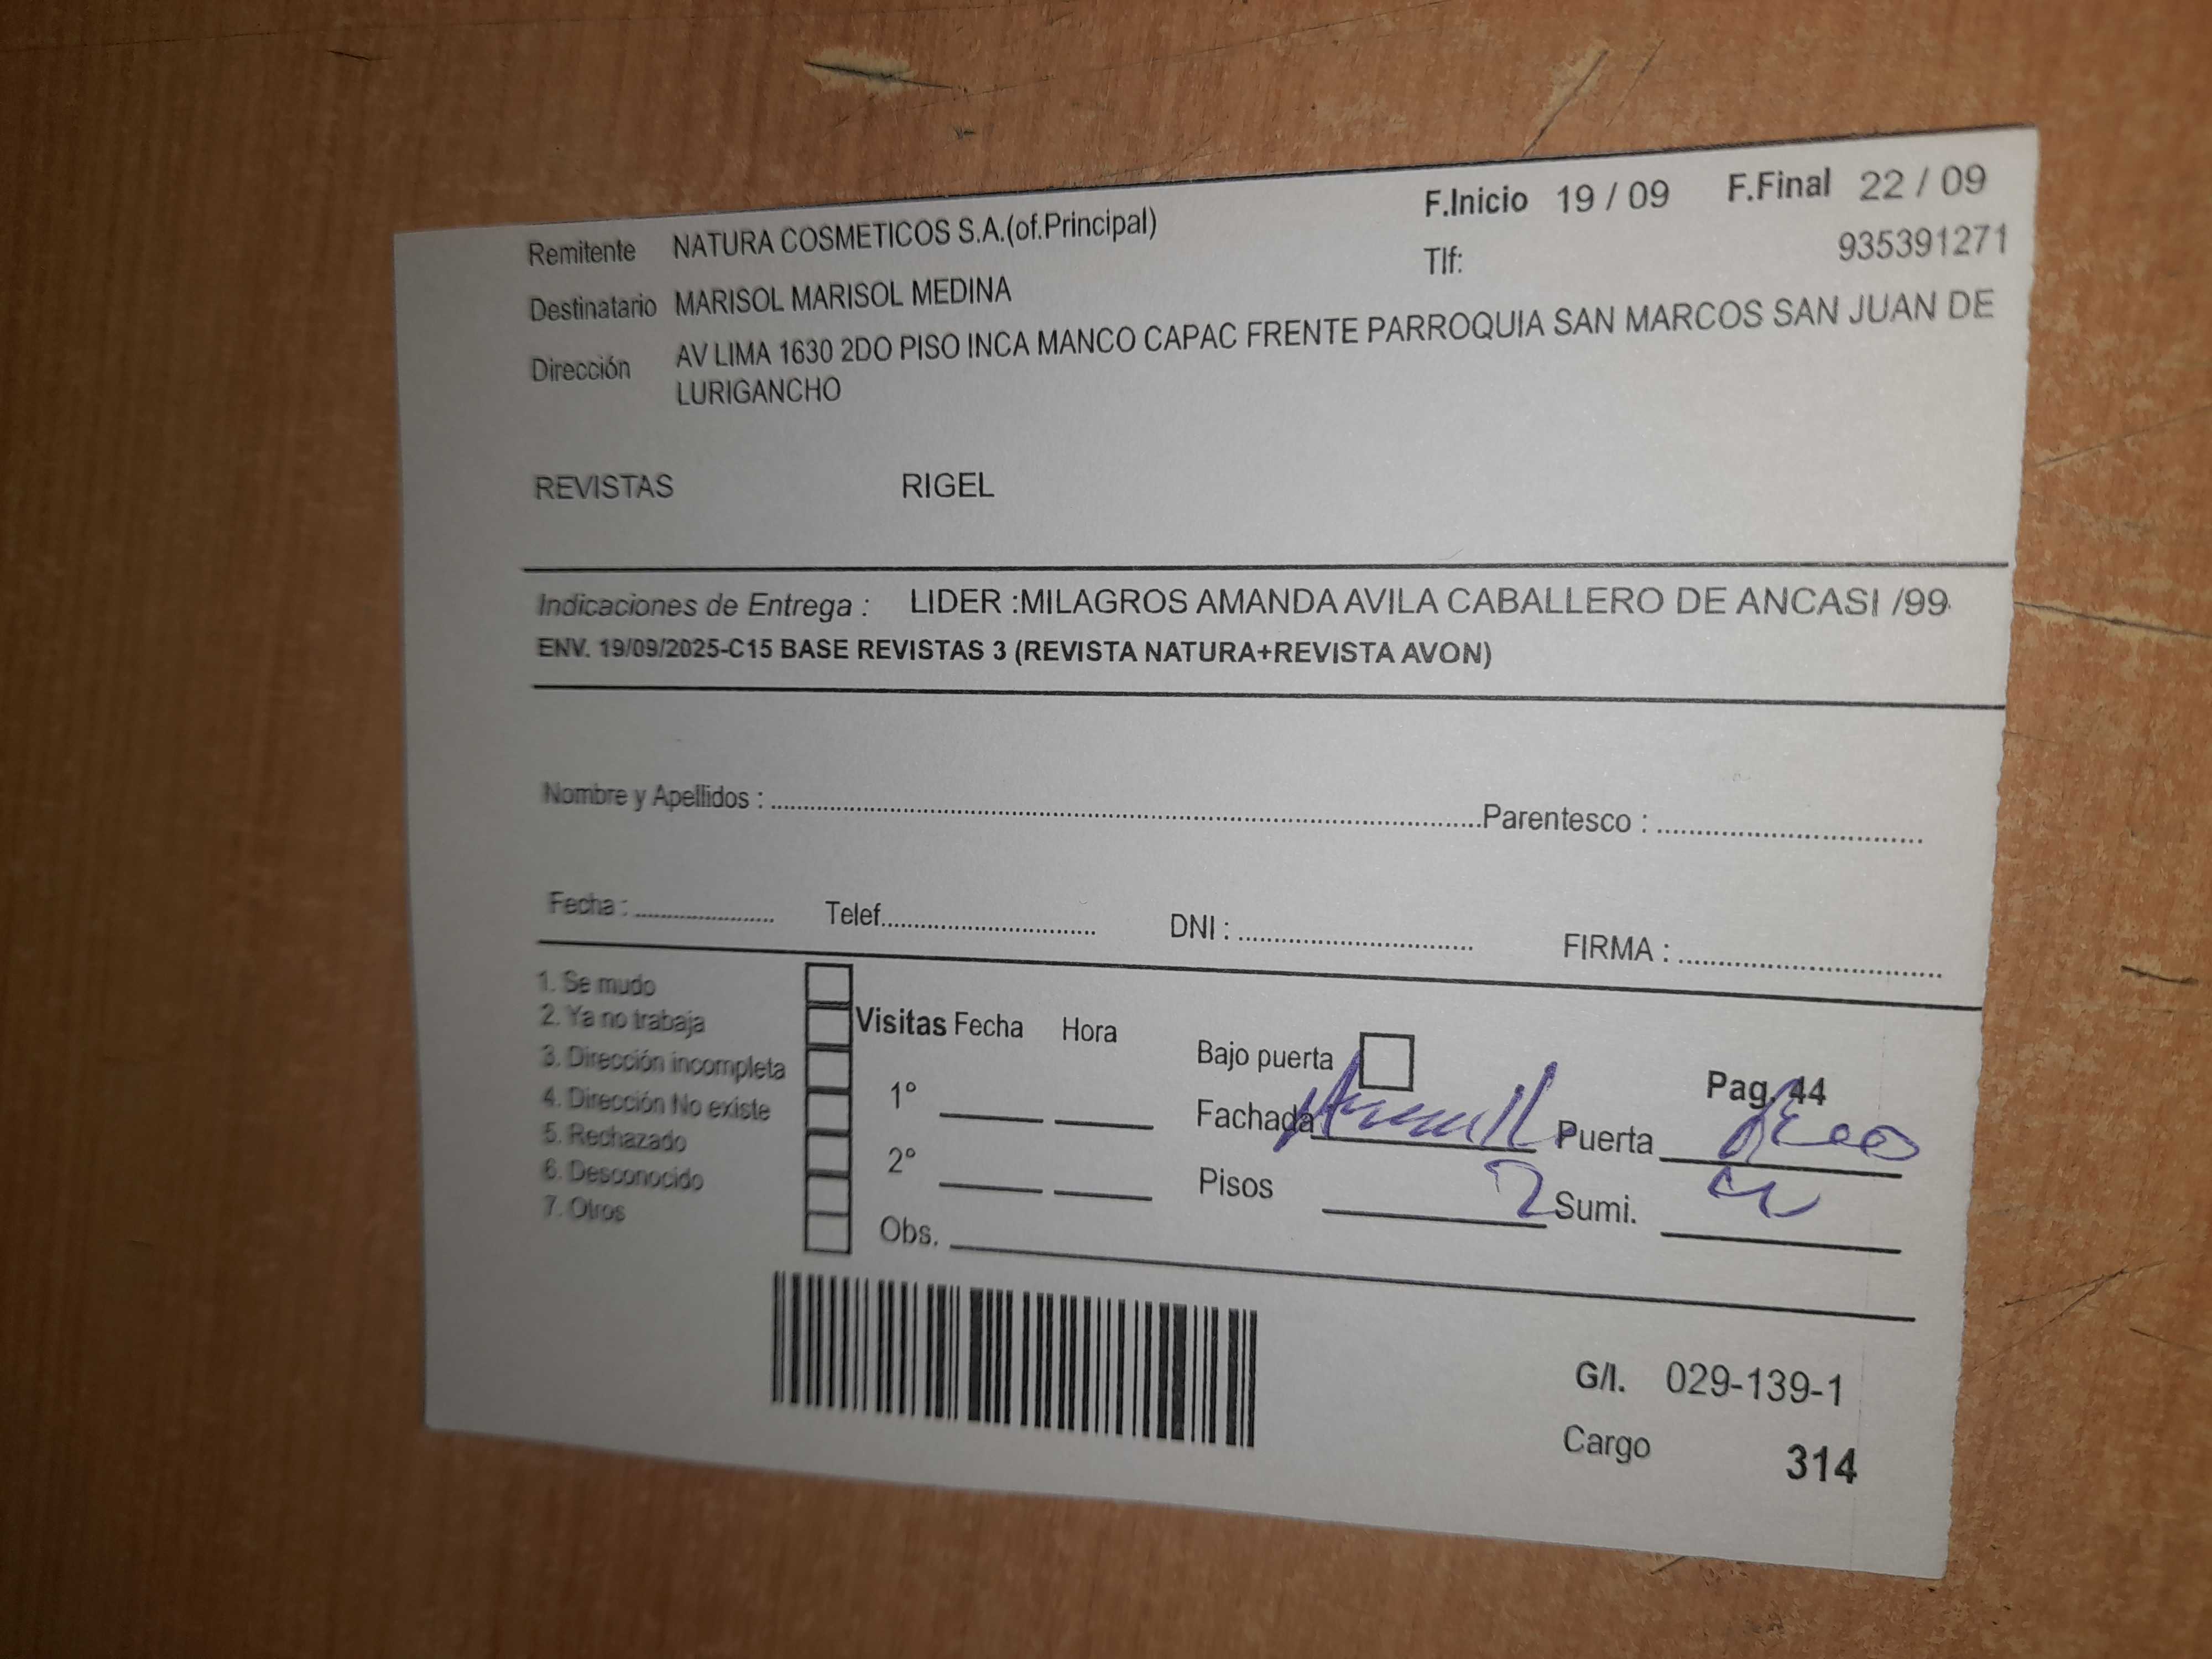 F.Inicio 19 / 09 F.Final 22 / 09
Remitente NATURA COSMETICOS S.A.(of.Principal)
Tlf: 935391271
Destinatario MARISOL MARISOL MEDINA
Dirección AV LIMA 1630 2DO PISO INCA MANCO CAPAC FRENTE PARROQUIA SAN MARCOS SAN JUAN DE
LURIGANCHO
REVISTAS RIGEL
Indicaciones de Entrega : LIDER :MILAGROS AMANDA AVILA CABALLERO DE ANCASI /99
ENV. 19/09/2025-C15 BASE REVISTAS 3 (REVISTA NATURA+REVISTA AVON)
Nombre y Apellidos : Parentesco :
Fecha : Telef. DNI : FIRMA :
1. Se mudo
2. Ya no trabaja
3. Dirección incompleta
4. Dirección No existe
5. Rechazado
6. Desconocido
7. Otros
Visitas Fecha Hora
1°
2°
Obs.
Bajo puerta
Pag. 44
Fachada Puerta
Pisos 2 Sumi.
G/I. 029-139-1
Cargo 314